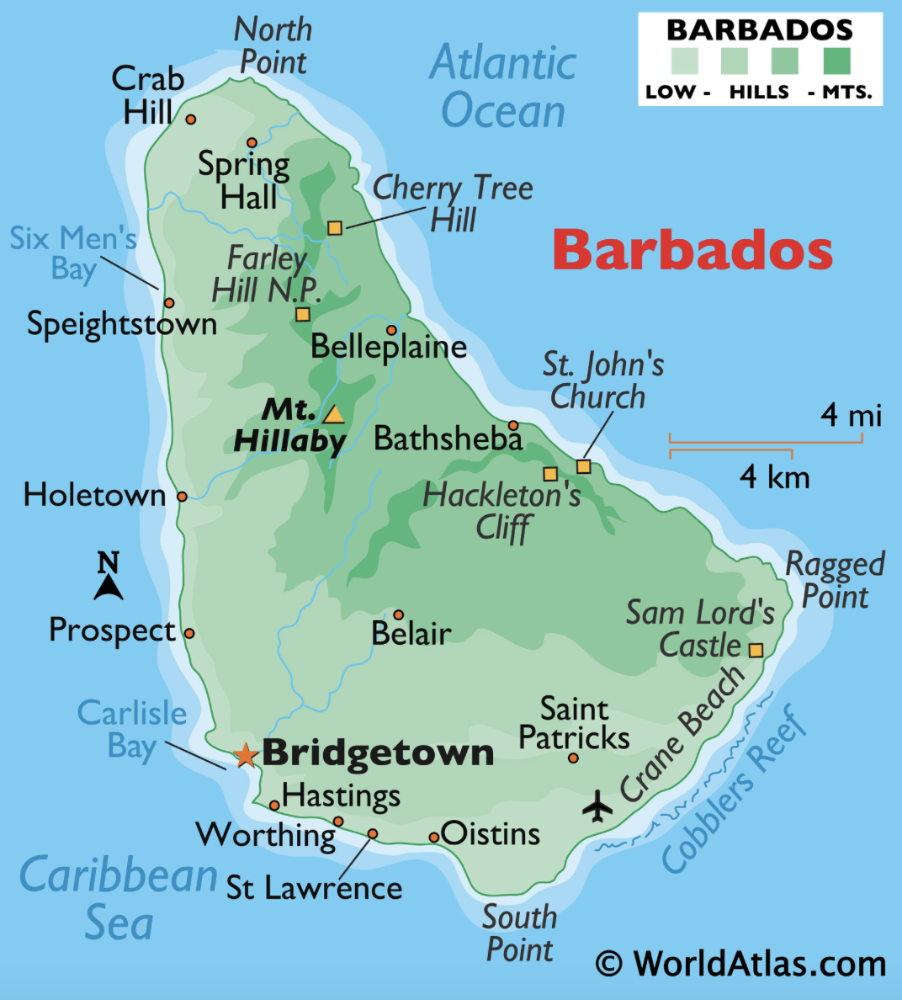 North
Point
Atlantic
Ocean
BARBADOS
LOW - HILLS - MTS.
Crab
Hill
Spring
Hall
Cherry Tree
Hill
Six Men's
Bay
Farley
Hill N.P.
Barbados
Speightstown
Belleplaine
St. John's
Church
Mt.
Hillaby
Bathsheba
4 mi
4 km
Holetown
Hackleton's
Cliff
N
Ragged
Point
Prospect
Belair
Sam Lord's
Castle
Crane Beach
Cobblers Reef
Carlisle
Bay
Saint
Patricks
Bridgetown
Hastings
Worthing
Oistins
St Lawrence
Caribbean
Sea
South
Point
© WorldAtlas.com